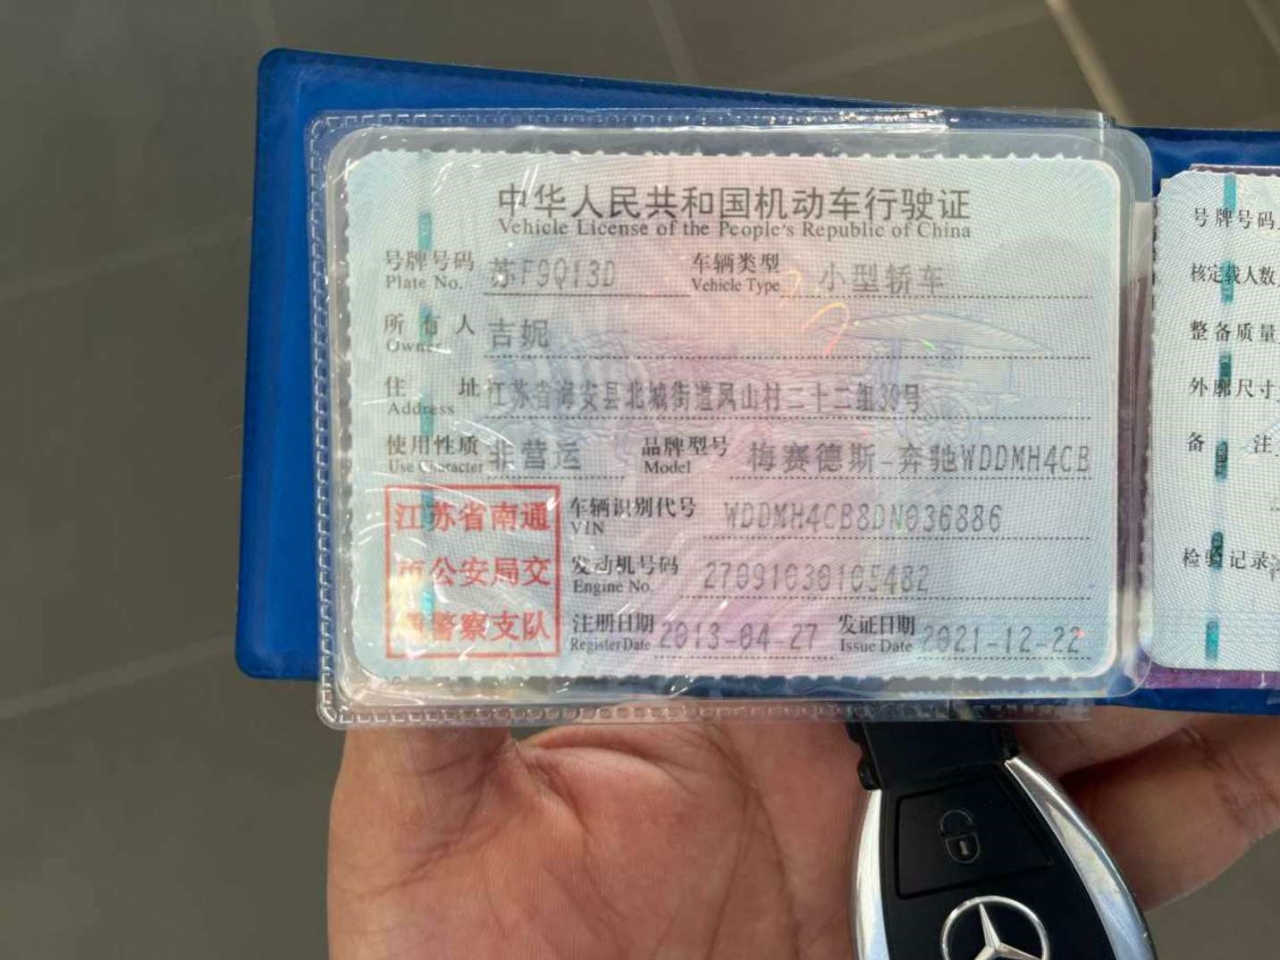 中华人民共和国机动车行驶证
Vehicle License of the People's Republic of China
号牌号码 苏F9Q13D 车辆类型 小型轿车
Plate No. Vehicle Type
所有人 吉妮
Owner
住址 江苏省海安县北城街道凤山村二十二组39号
Address
使用性质 非营运 品牌型号 梅赛德斯-奔驰WDDMH4CB
Use Character Model
江苏省南通
市公安局交
通警察支队
车辆识别代号 WDDMH4CB8DN036886
VIN
发动机号码 27091030105482
Engine No.
注册日期 2013-04-27 发证日期 2021-12-22
Register Date Issue Date
号牌号码
核定载人数
整备质量
外廓尺寸
备注
检验记录